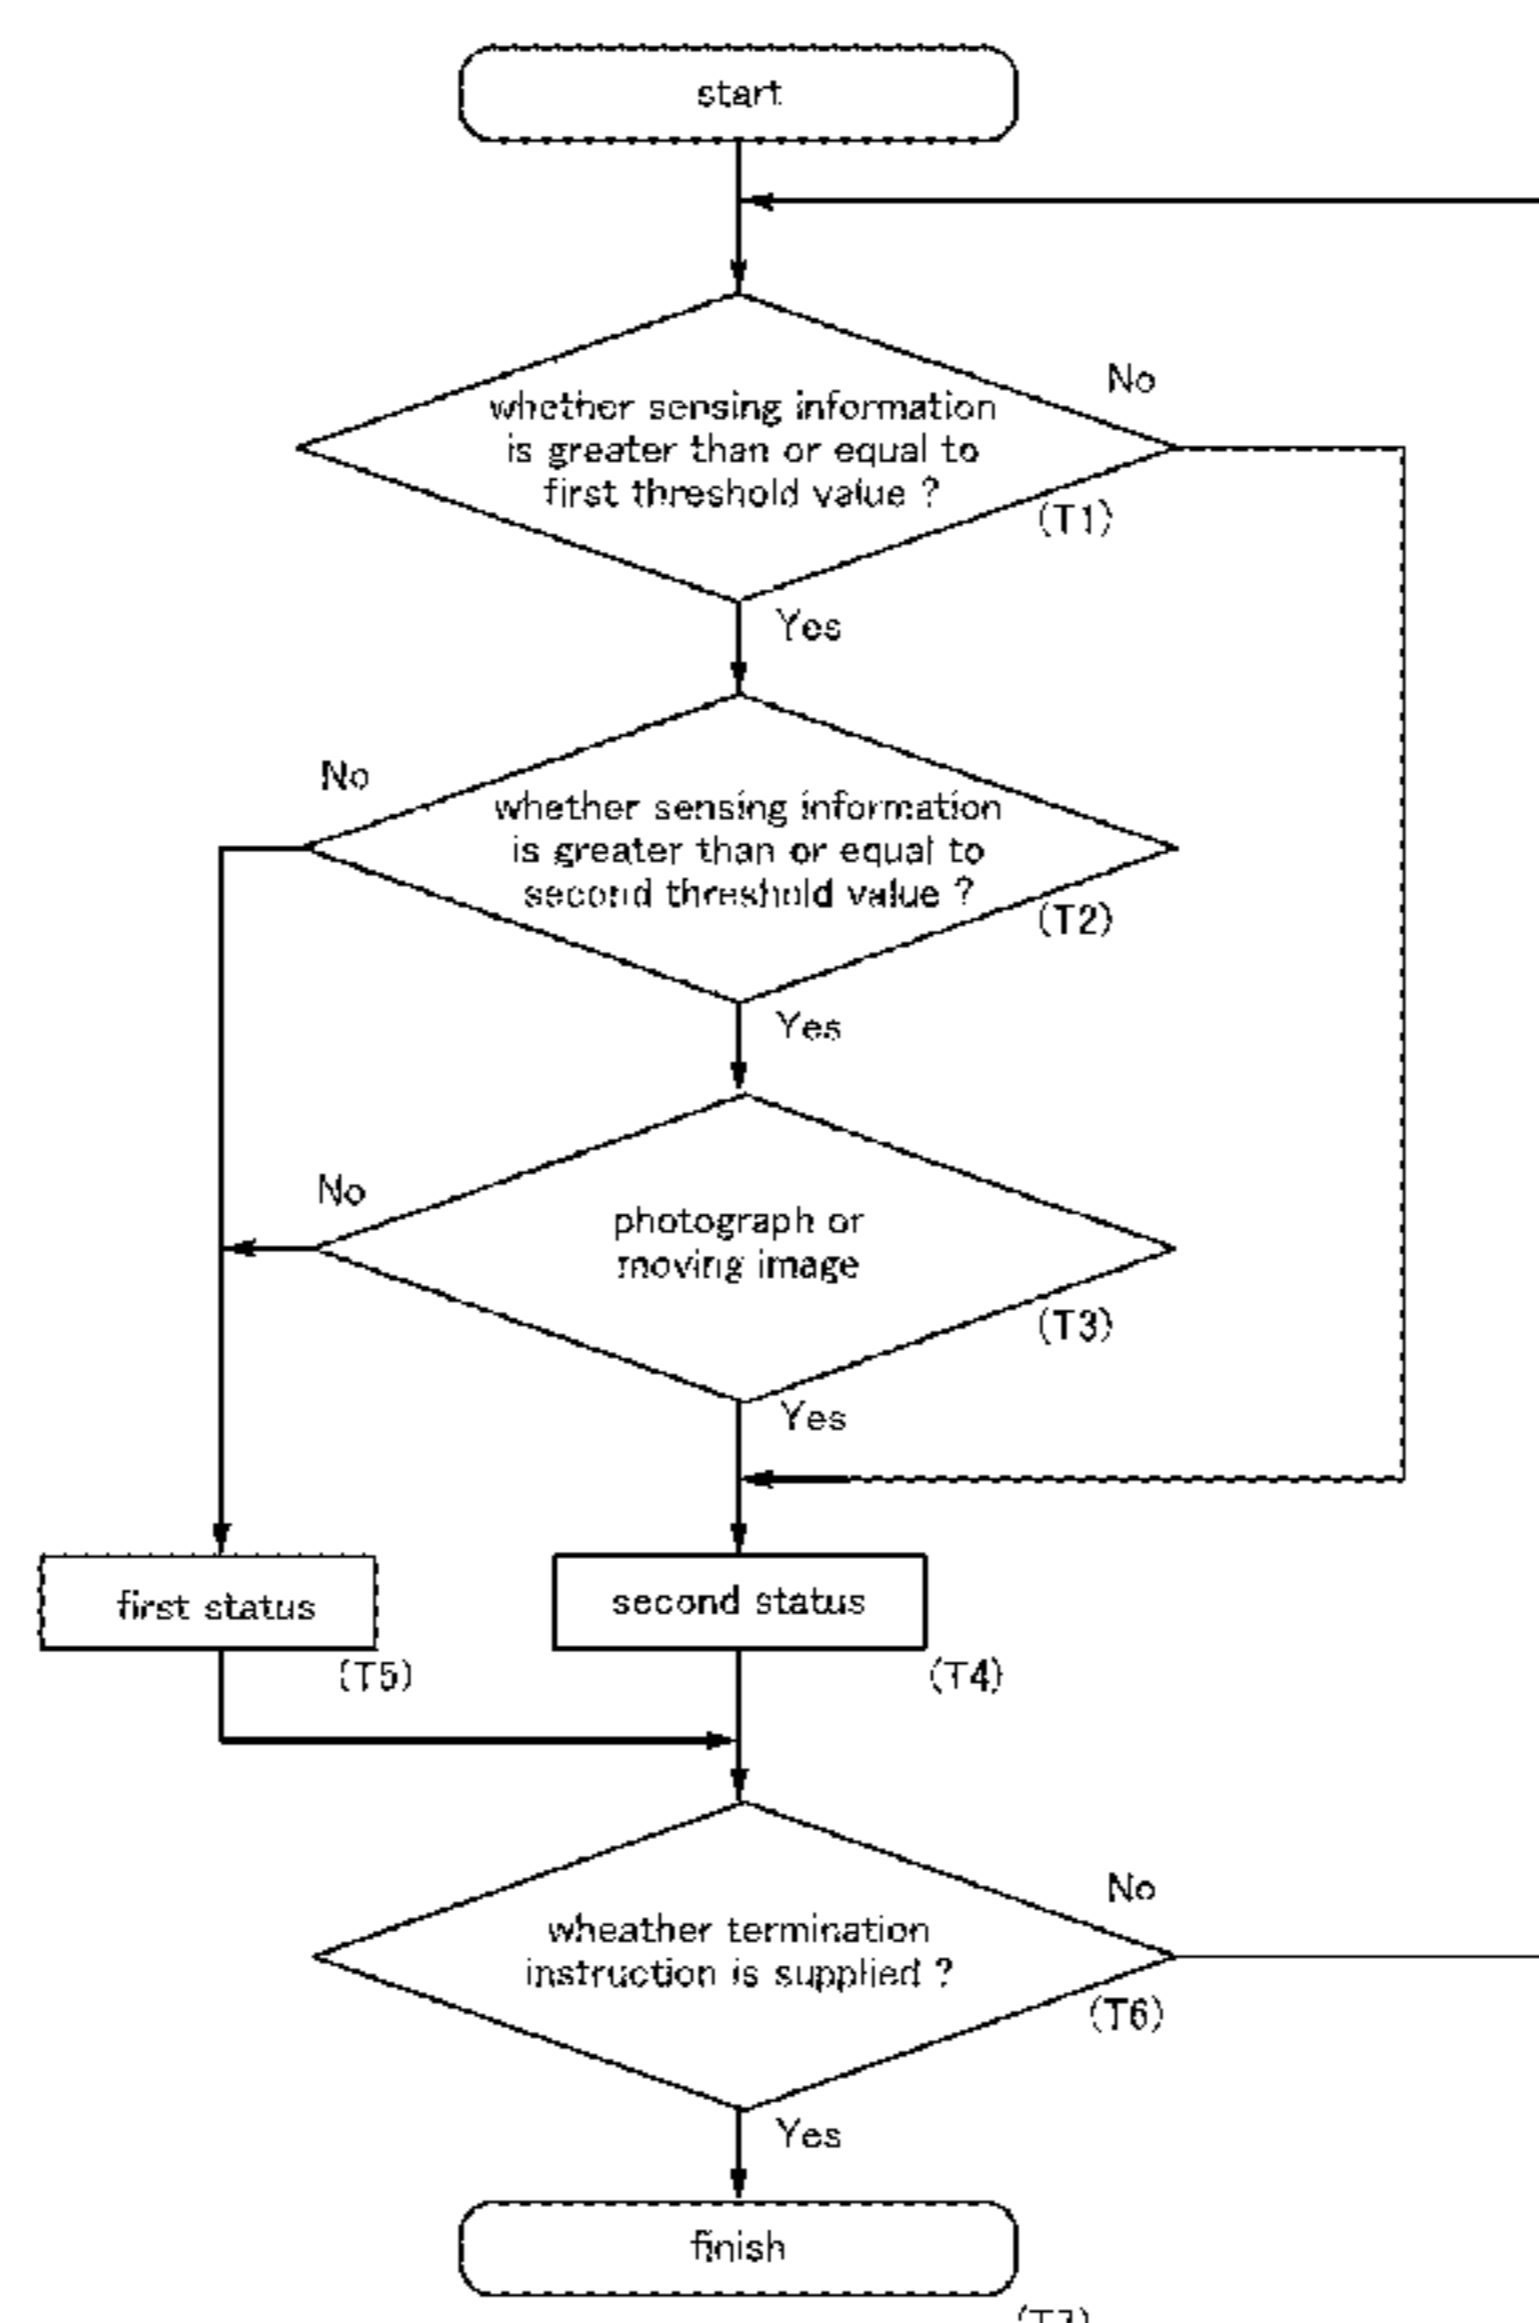 start
No
whether sensing information
is greater than or equal to
first threshold value ?
(T1)
Yes
No
whether sensing information
is greater than or equal to
second threshold value ?
(T2)
Yes
No
photograph or
moving image
(T3)
Yes
first status
second status
(T5)
(T4)
No
wheather termination
instruction is supplied ?
(T6)
Yes
finish